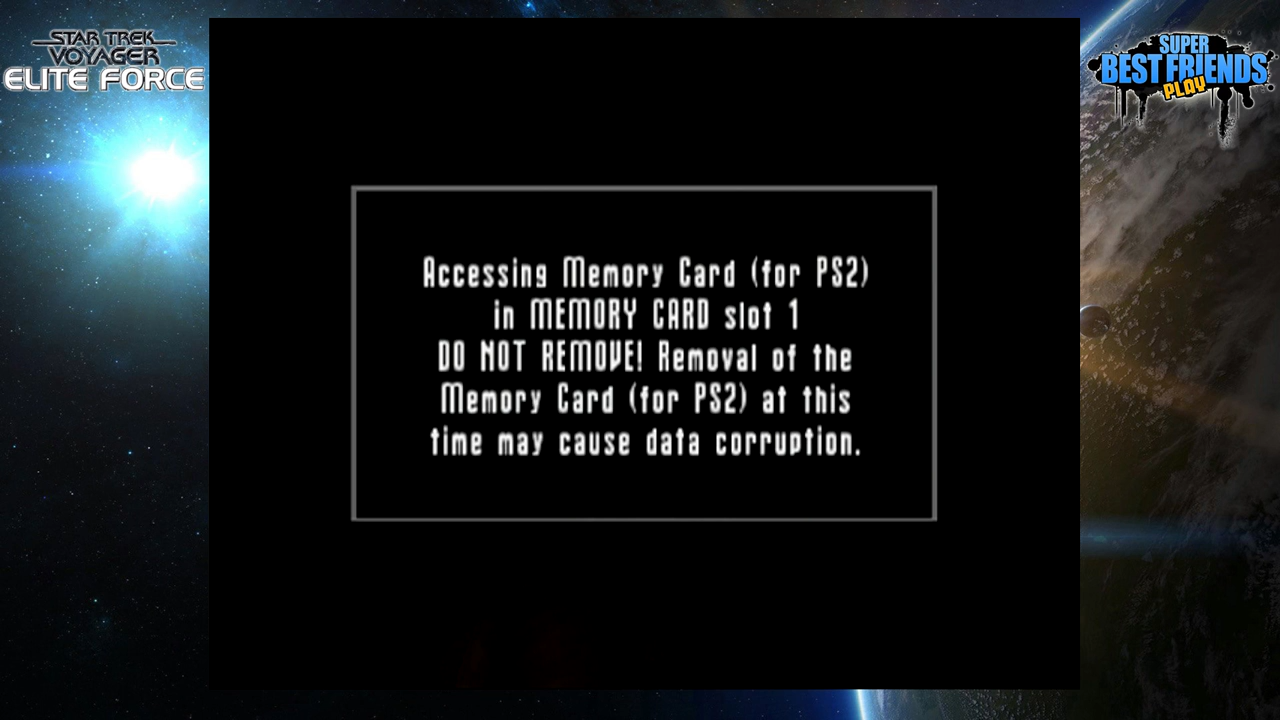 STAR TREK
VOYAGER
ELITE FORCE
SUPER
BEST FRIENDS
PLAY
Accessing Memory Card (for PS2)
in MEMORY CARD slot 1
DO NOT REMOVE! Removal of the
Memory Card (for PS2) at this
time may cause data corruption.